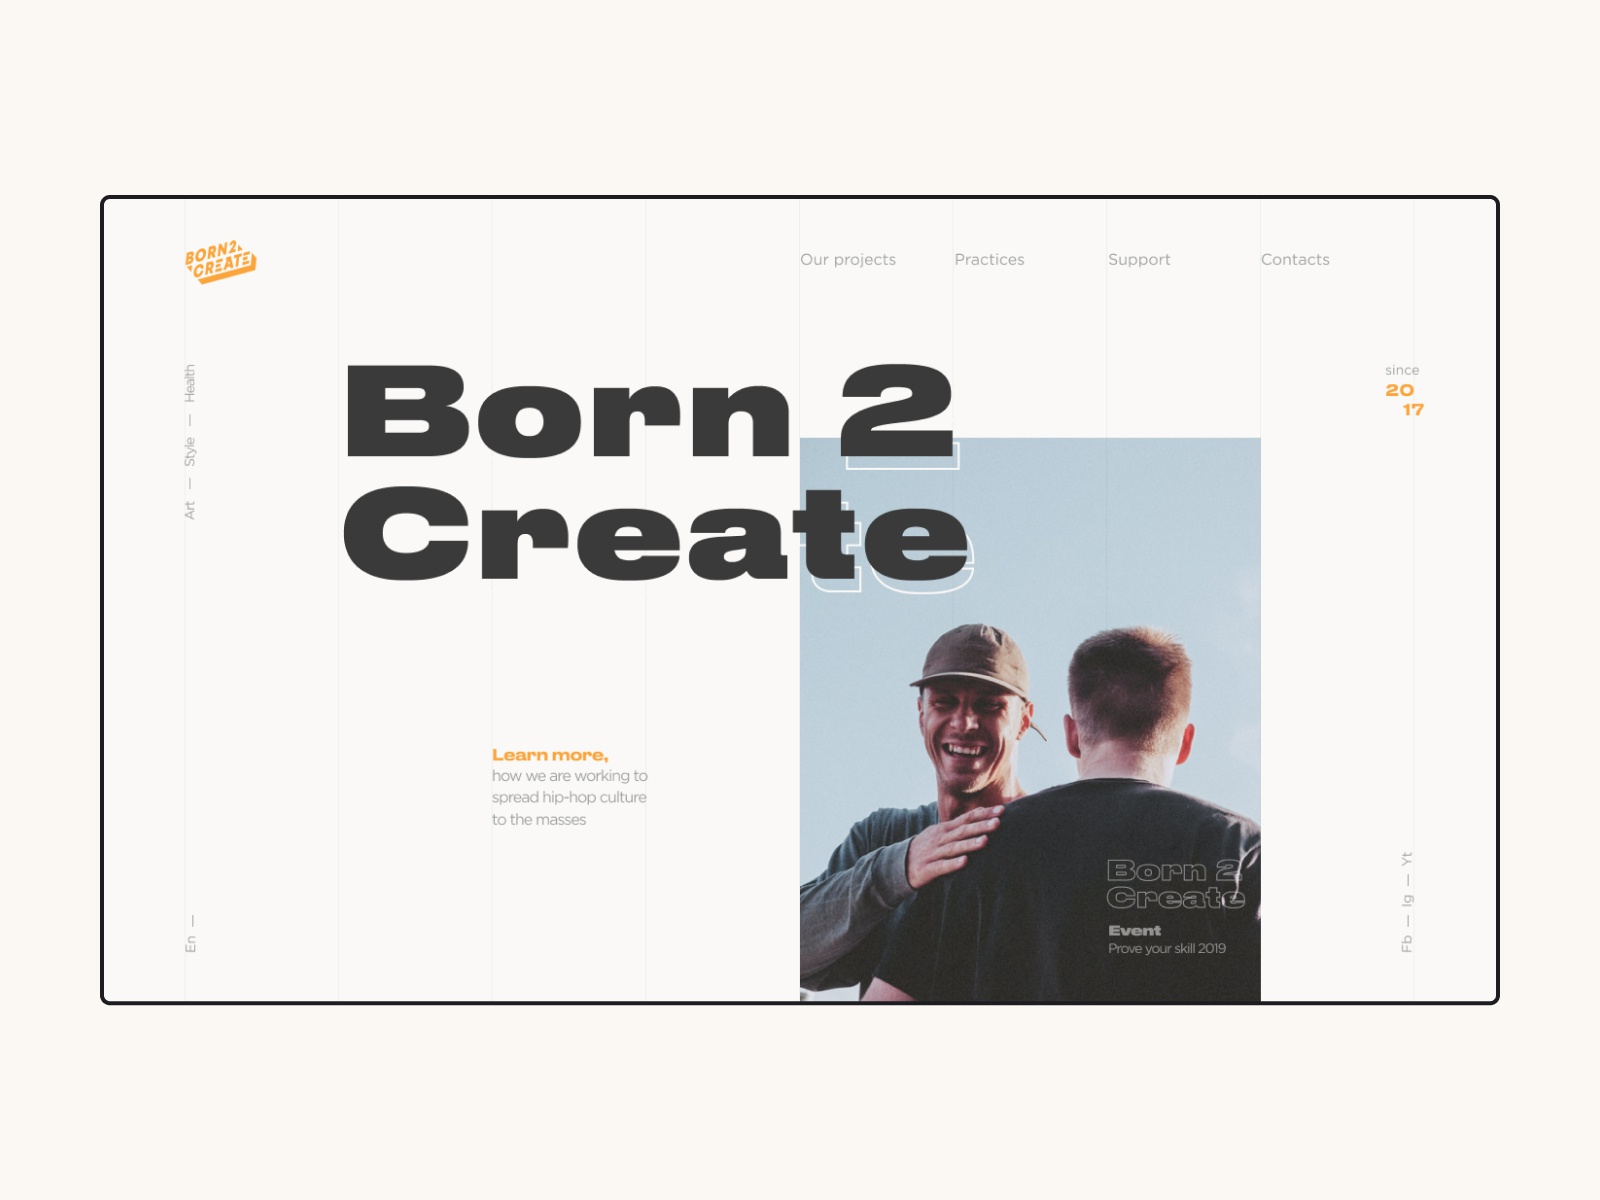 BORN2
CREATE
Our projects
Practices
Support
Contacts
Art — Style — Health
Born 2
Create
te
since
20
17
Learn more,
how we are working to
spread hip-hop culture
to the masses
Born 2
Create
Event
Prove your skill 2019
En —
Fb — Ig — Yt